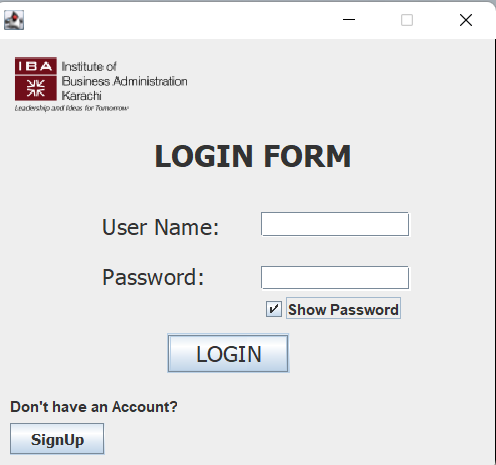 IBA
Institute of
Business Administration
Karachi
Leadership and Ideas for Tomorrow
LOGIN FORM
User Name:
Password:
Show Password
LOGIN
Don't have an Account?
SignUp